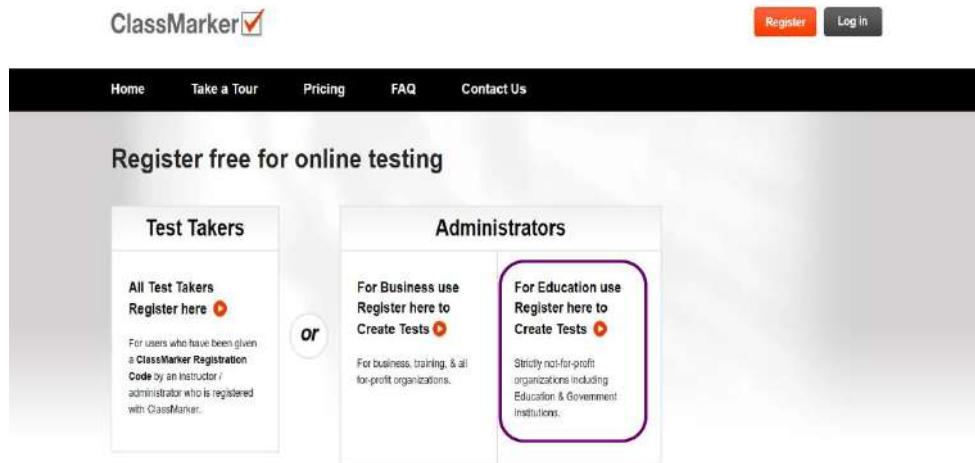 ClassMarker
Register
Log in
Home
Take a Tour
Pricing
FAQ
Contact Us
Register free for online testing
Test Takers
All Test Takers
Register here
For users who have been given
a ClassMarker Registration
Code by an instructor /
administrator who is registered
with ClassMarker.
or
Administrators
For Business use
Register here to
Create Tests
For business, training, & all
for-profit organizations.
For Education use
Register here to
Create Tests
Strictly not-for-profit
organizations including
Education & Government
institutions.